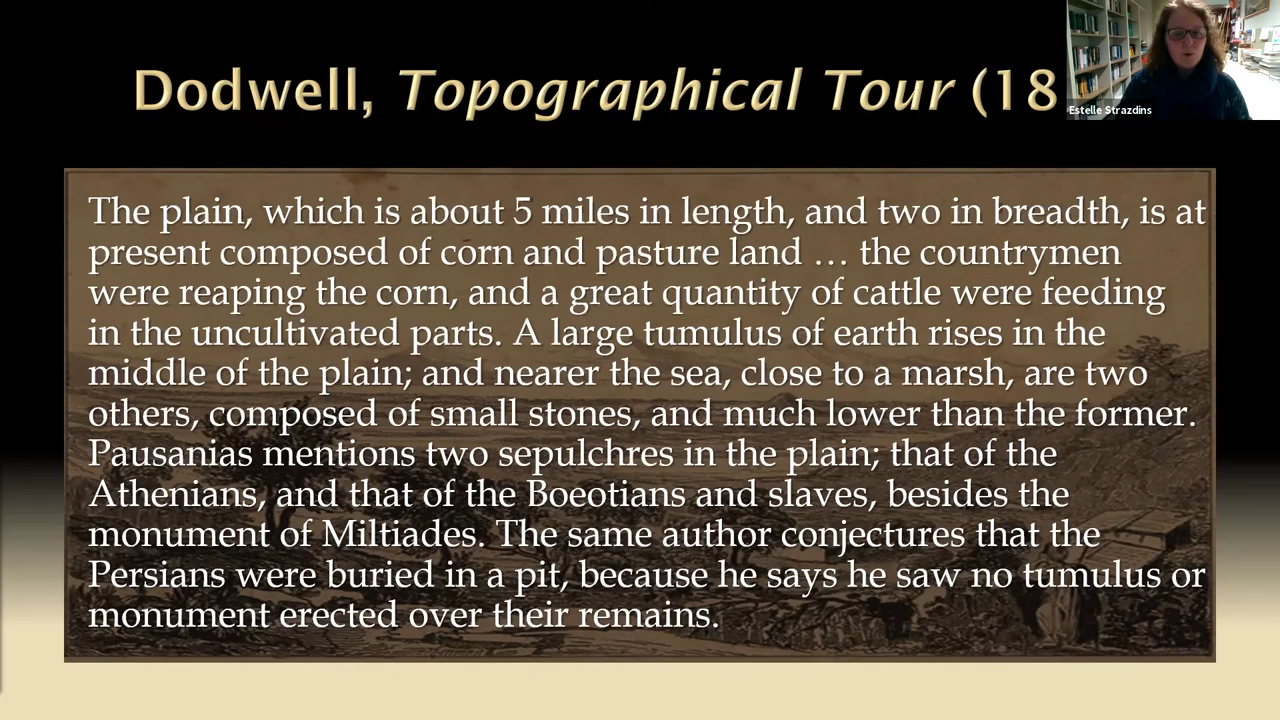 Dodwell, Topographical Tour (18
Estelle Strazdins
The plain, which is about 5 miles in length, and two in breadth, is at
present composed of corn and pasture land … the countrymen
were reaping the corn, and a great quantity of cattle were feeding
in the uncultivated parts. A large tumulus of earth rises in the
middle of the plain; and nearer the sea, close to a marsh, are two
others, composed of small stones, and much lower than the former.
Pausanias mentions two sepulchres in the plain; that of the
Athenians, and that of the Boeotians and slaves, besides the
monument of Miltiades. The same author conjectures that the
Persians were buried in a pit, because he says he saw no tumulus or
monument erected over their remains.